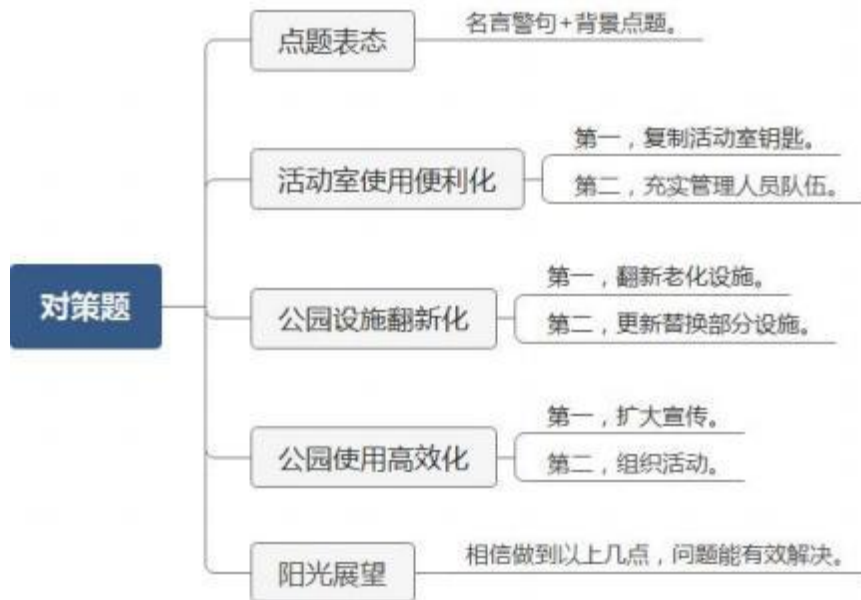 点题表态
名言警句+背景点题。
活动室使用便利化
第一，复制活动室钥匙。
第二，充实管理人员队伍。
对策题
公园设施翻新化
第一，翻新老化设施。
第二，更新替换部分设施。
公园使用高效化
第一，扩大宣传。
第二，组织活动。
阳光展望
相信做到以上几点，问题能有效解决。